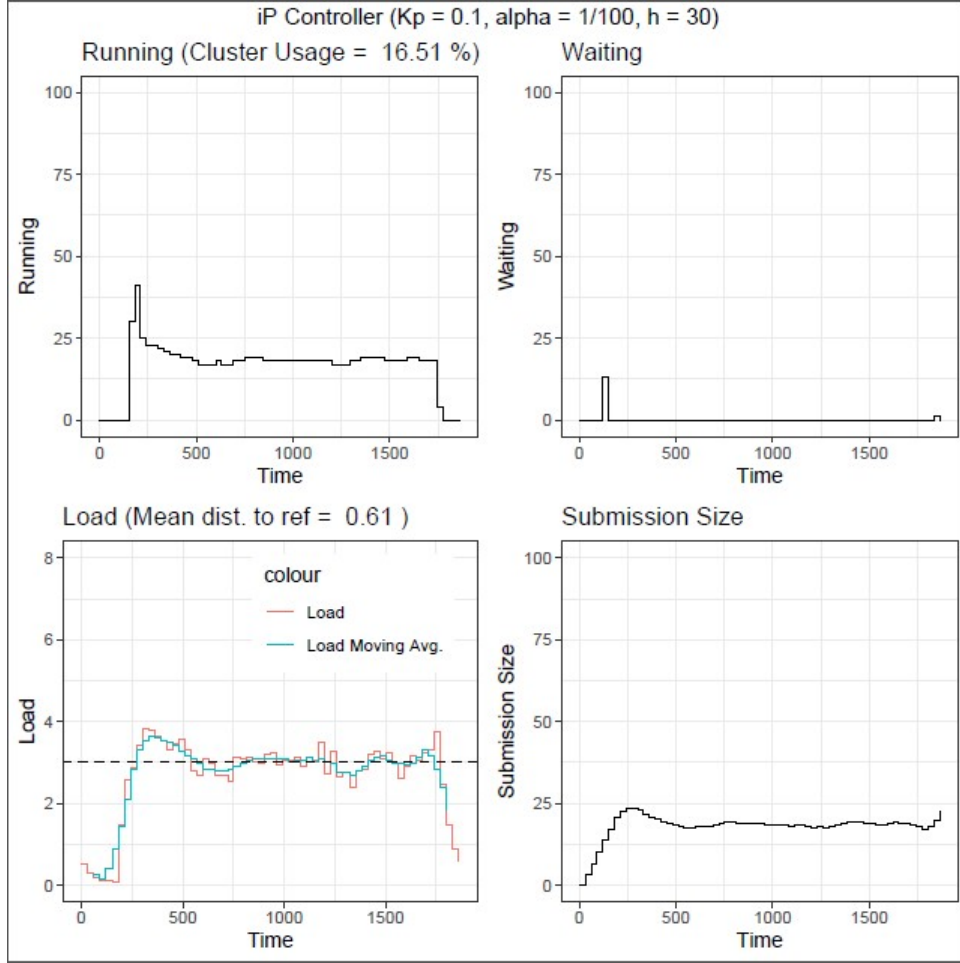 iP Controller (Kp = 0.1, alpha = 1/100, h = 30)
Running (Cluster Usage =  16.51 %)
100
75
50
25
0
Running
0 500 1000 1500
Time
Waiting
100
75
50
25
0
Waiting
0 500 1000 1500
Time
Load (Mean dist. to ref =  0.61 )
8
6
4
2
0
Load
colour
Load
Load Moving Avg.
0 500 1000 1500
Time
Submission Size
100
75
50
25
0
Submission Size
0 500 1000 1500
Time